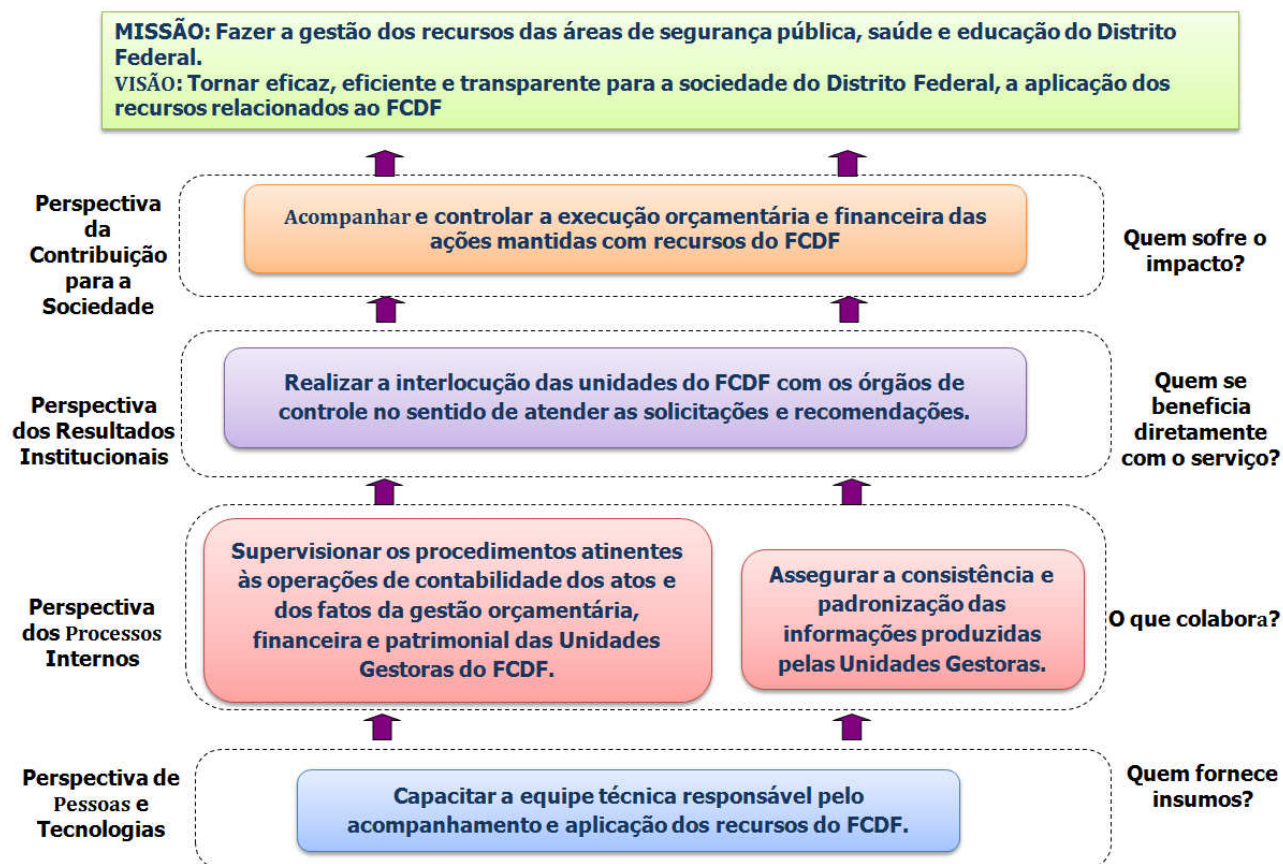 MISSÃO: Fazer a gestão dos recursos das áreas de segurança pública, saúde e educação do Distrito
Federal.
VISÃO: Tornar eficaz, eficiente e transparente para a sociedade do Distrito Federal, a aplicação dos
recursos relacionados ao FCDF
Perspectiva
da
Contribuição
para a
Sociedade
Acompanhar e controlar a execução orçamentária e financeira das
ações mantidas com recursos do FCDF
Quem sofre o
impacto?
Perspectiva
dos Resultados
Institucionais
Realizar a interlocução das unidades do FCDF com os órgãos de
controle no sentido de atender as solicitações e recomendações.
Quem se
beneficia
diretamente
com o serviço?
Perspectiva
dos Processos
Internos
Supervisionar os procedimentos atinentes
às operações de contabilidade dos atos e
dos fatos da gestão orçamentária,
financeira e patrimonial das Unidades
Gestoras do FCDF.
Assegurar a consistência e
padronização das
informações produzidas
pelas Unidades Gestoras.
O que colabora?
Perspectiva de
Pessoas e
Tecnologias
Capacitar a equipe técnica responsável pelo
acompanhamento e aplicação dos recursos do FCDF.
Quem fornece
insumos?